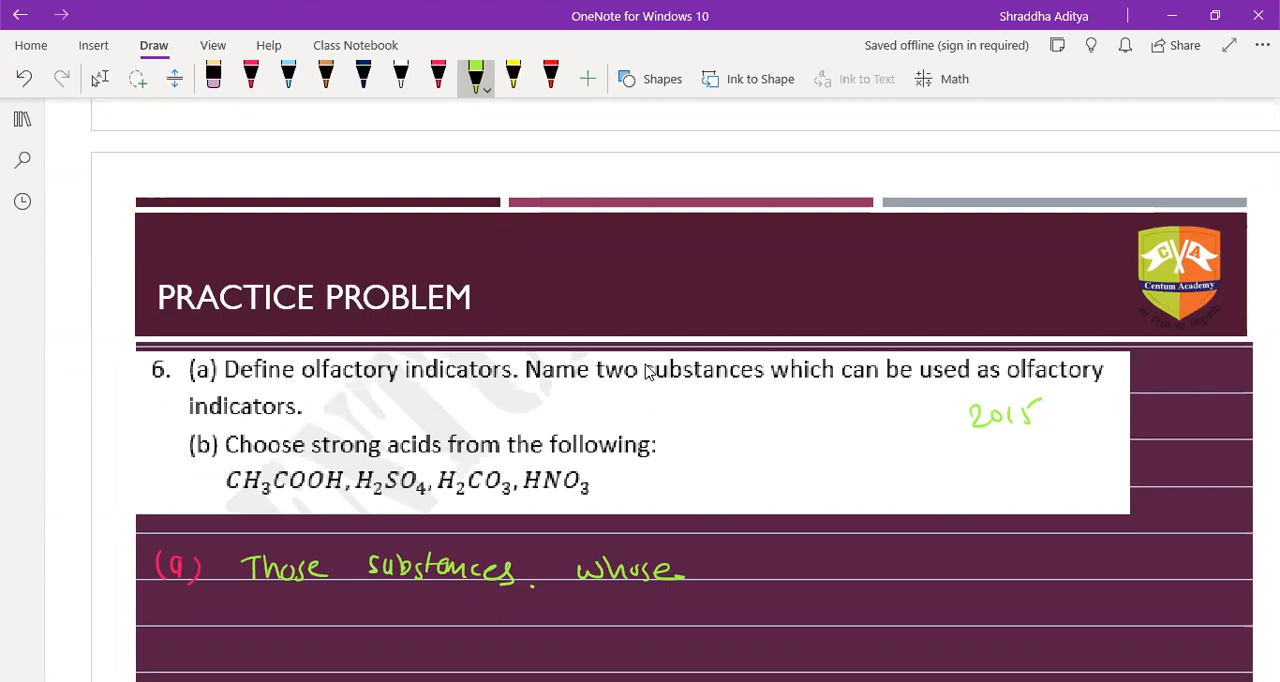 OneNote for Windows 10
Shraddha Aditya
Home Insert Draw View Help Class Notebook
Saved offline (sign in required) Share
Shapes Ink to Shape Ink to Text Math
PRACTICE PROBLEM
C A
Centum Academy
6. (a) Define olfactory indicators. Name two substances which can be used as olfactory
indicators.
2015
(b) Choose strong acids from the following:
CH₃COOH, H₂SO₄, H₂CO₃, HNO₃
(a) Those substances. whose